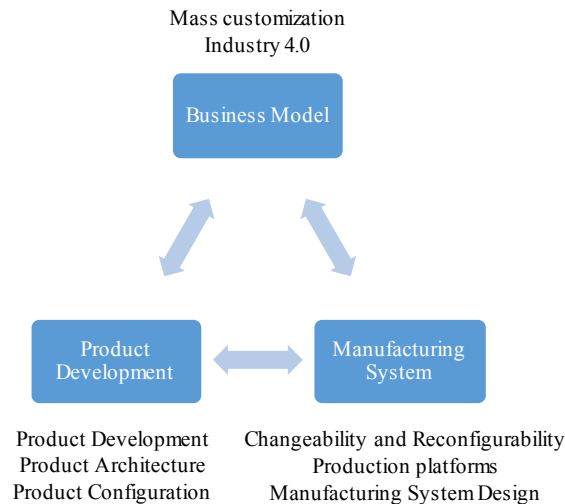 Mass customization
Industry 4.0
Business Model
Product
Development
Manufacturing
System
Product Development
Product Architecture
Product Configuration
Changeability and Reconfigurability
Production platforms
Manufacturing System Design